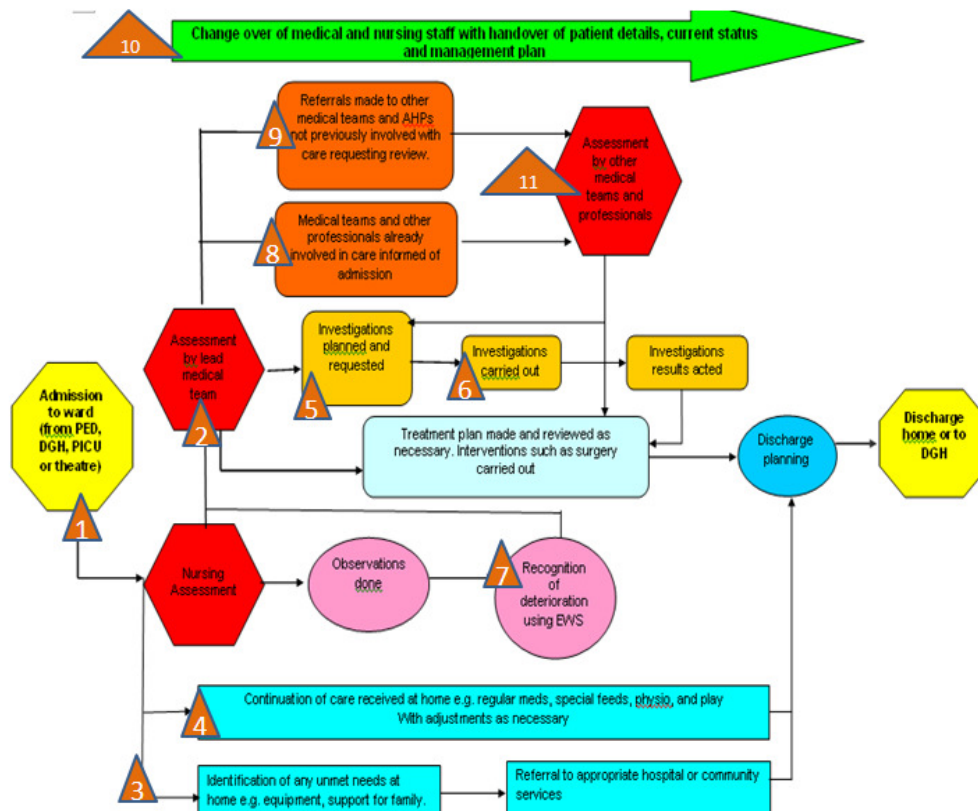 10
Change over of medical and nursing staff with handover of patient details, current status
and management plan
9
Referrals made to other
medical teams and AHPs
not previously involved with
care requesting review.
11
Assessment
by other
medical
teams and
professionals
8
Medical teams and other
professionals already
involved in care informed of
admission
Assessment
by lead
medical
team
2
Investigations
planned and
requested
5
Investigations
carried out
6
Investigations
results acted
Admission
to ward
(from PED,
DGH, PICU
or theatre)
1
Treatment plan made and reviewed as
necessary. Interventions such as surgery
carried out
Discharge
planning
Discharge
home or to
DGH
Nursing
Assessment
Observations
done
7
Recognition
of
deterioration
using EWS
4
Continuation of care received at home e.g. regular meds, special feeds, physio, and play
With adjustments as necessary
3
Identification of any unmet needs at
home e.g. equipment, support for family.
Referral to appropriate hospital or community
services